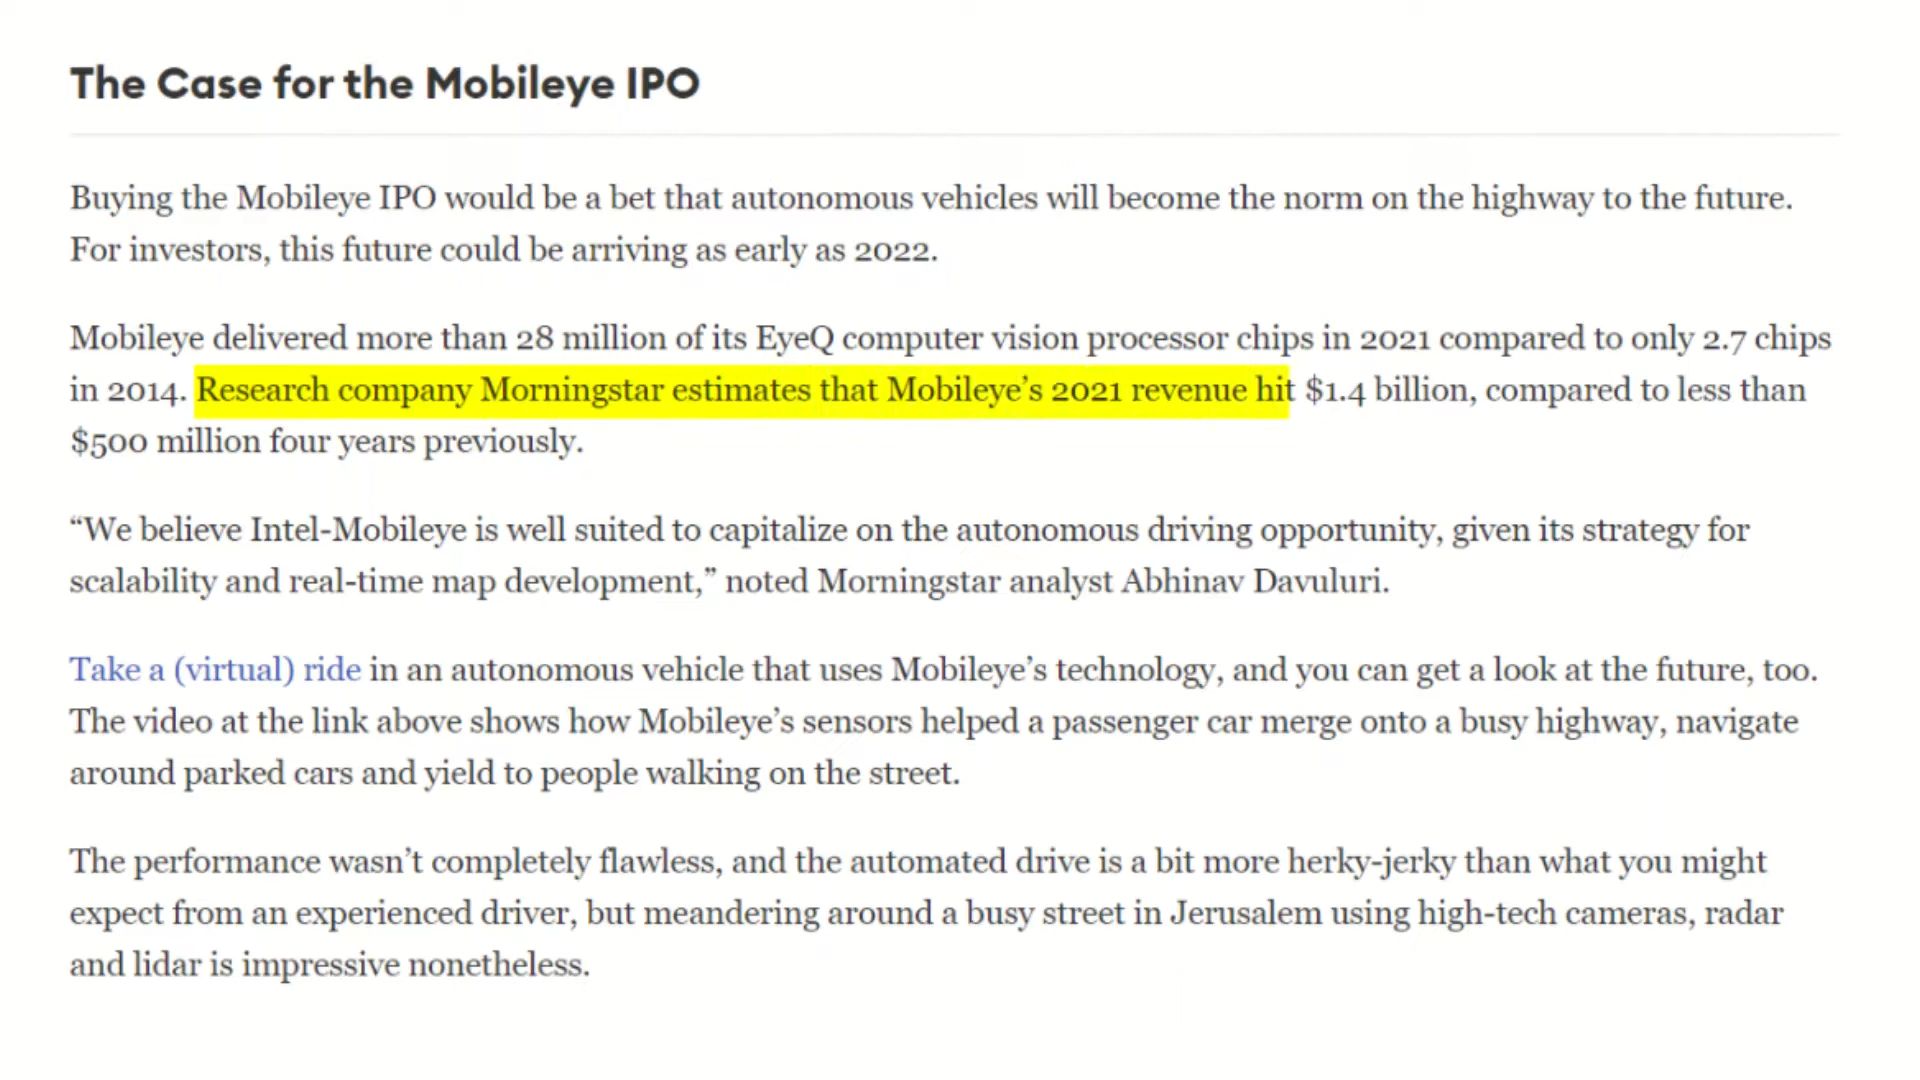 The Case for the Mobileye IPO
Buying the Mobileye IPO would be a bet that autonomous vehicles will become the norm on the highway to the future.
For investors, this future could be arriving as early as 2022.
Mobileye delivered more than 28 million of its EyeQ computer vision processor chips in 2021 compared to only 2.7 chips
in 2014. Research company Morningstar estimates that Mobileye’s 2021 revenue hit $1.4 billion, compared to less than
$500 million four years previously.
“We believe Intel-Mobileye is well suited to capitalize on the autonomous driving opportunity, given its strategy for
scalability and real-time map development,” noted Morningstar analyst Abhinav Davuluri.
Take a (virtual) ride in an autonomous vehicle that uses Mobileye’s technology, and you can get a look at the future, too.
The video at the link above shows how Mobileye’s sensors helped a passenger car merge onto a busy highway, navigate
around parked cars and yield to people walking on the street.
The performance wasn’t completely flawless, and the automated drive is a bit more herky-jerky than what you might
expect from an experienced driver, but meandering around a busy street in Jerusalem using high-tech cameras, radar
and lidar is impressive nonetheless.